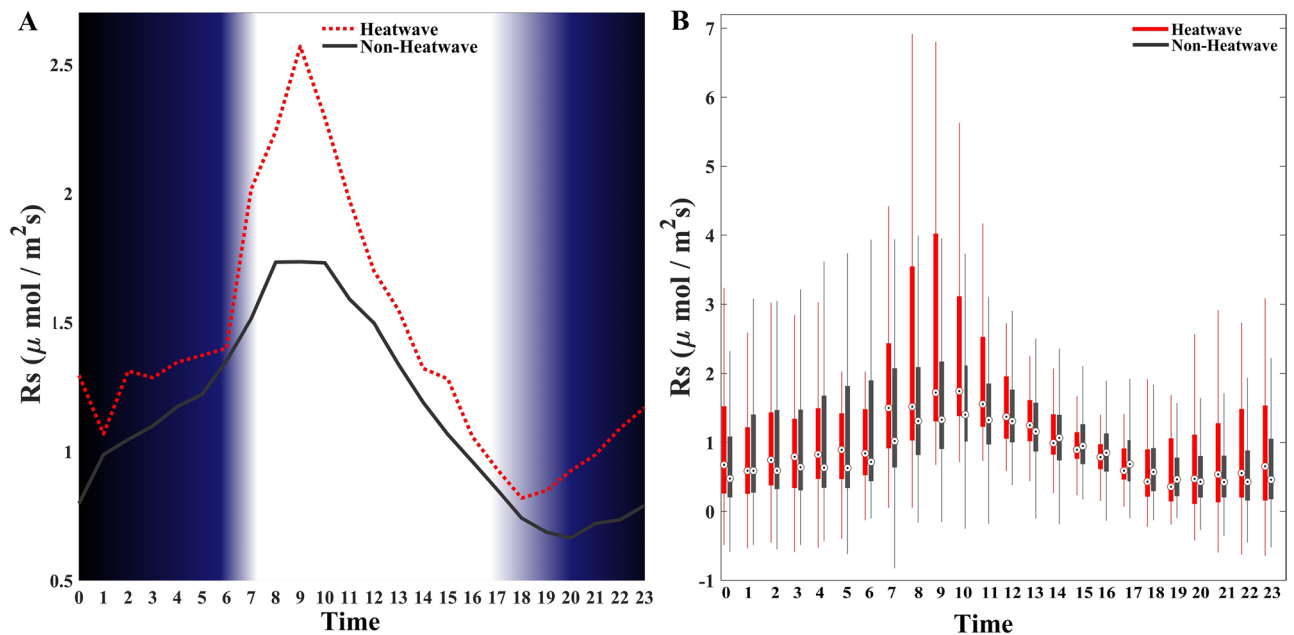 A
Heatwave
Non-Heatwave
2.5
2
1.5
1
0.5
Rs (μ mol / m²s)
0 1 2 3 4 5 6 7 8 9 10 11 12 13 14 15 16 17 18 19 20 21 22 23
Time
B
Heatwave
Non-Heatwave
7
6
5
4
3
2
1
0
-1
Rs (μ mol / m²s)
0 1 2 3 4 5 6 7 8 9 10 11 12 13 14 15 16 17 18 19 20 21 22 23
Time